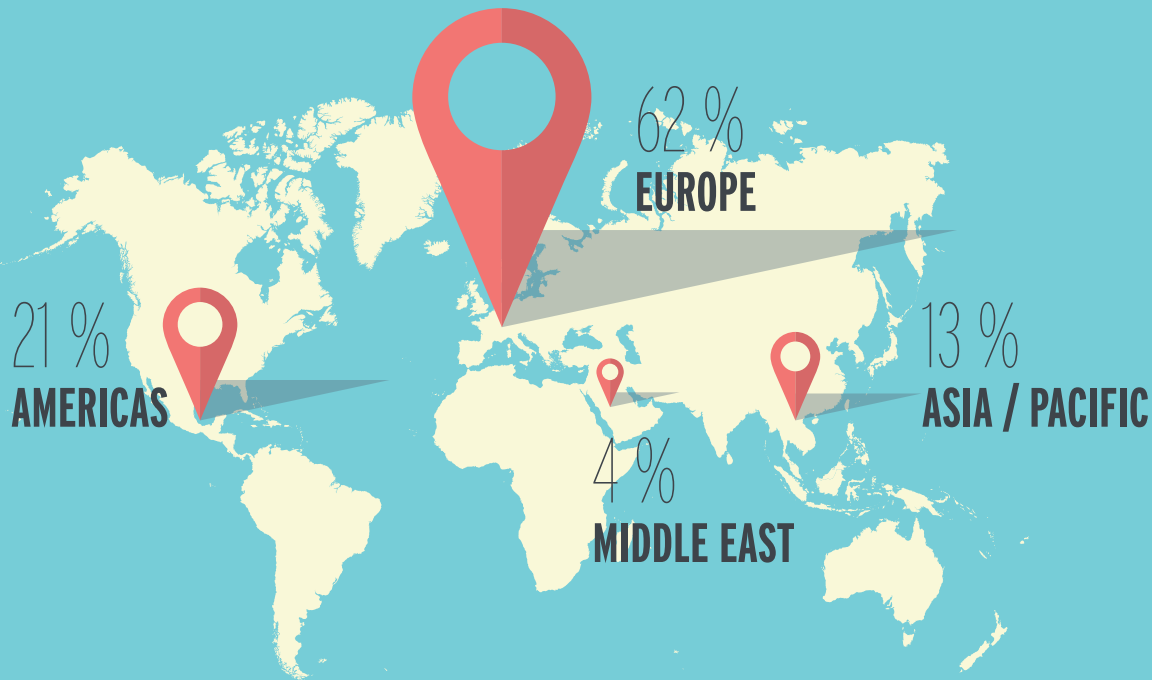 62 %
EUROPE
21 %
AMERICAS
13 %
ASIA / PACIFIC
4 %
MIDDLE EAST